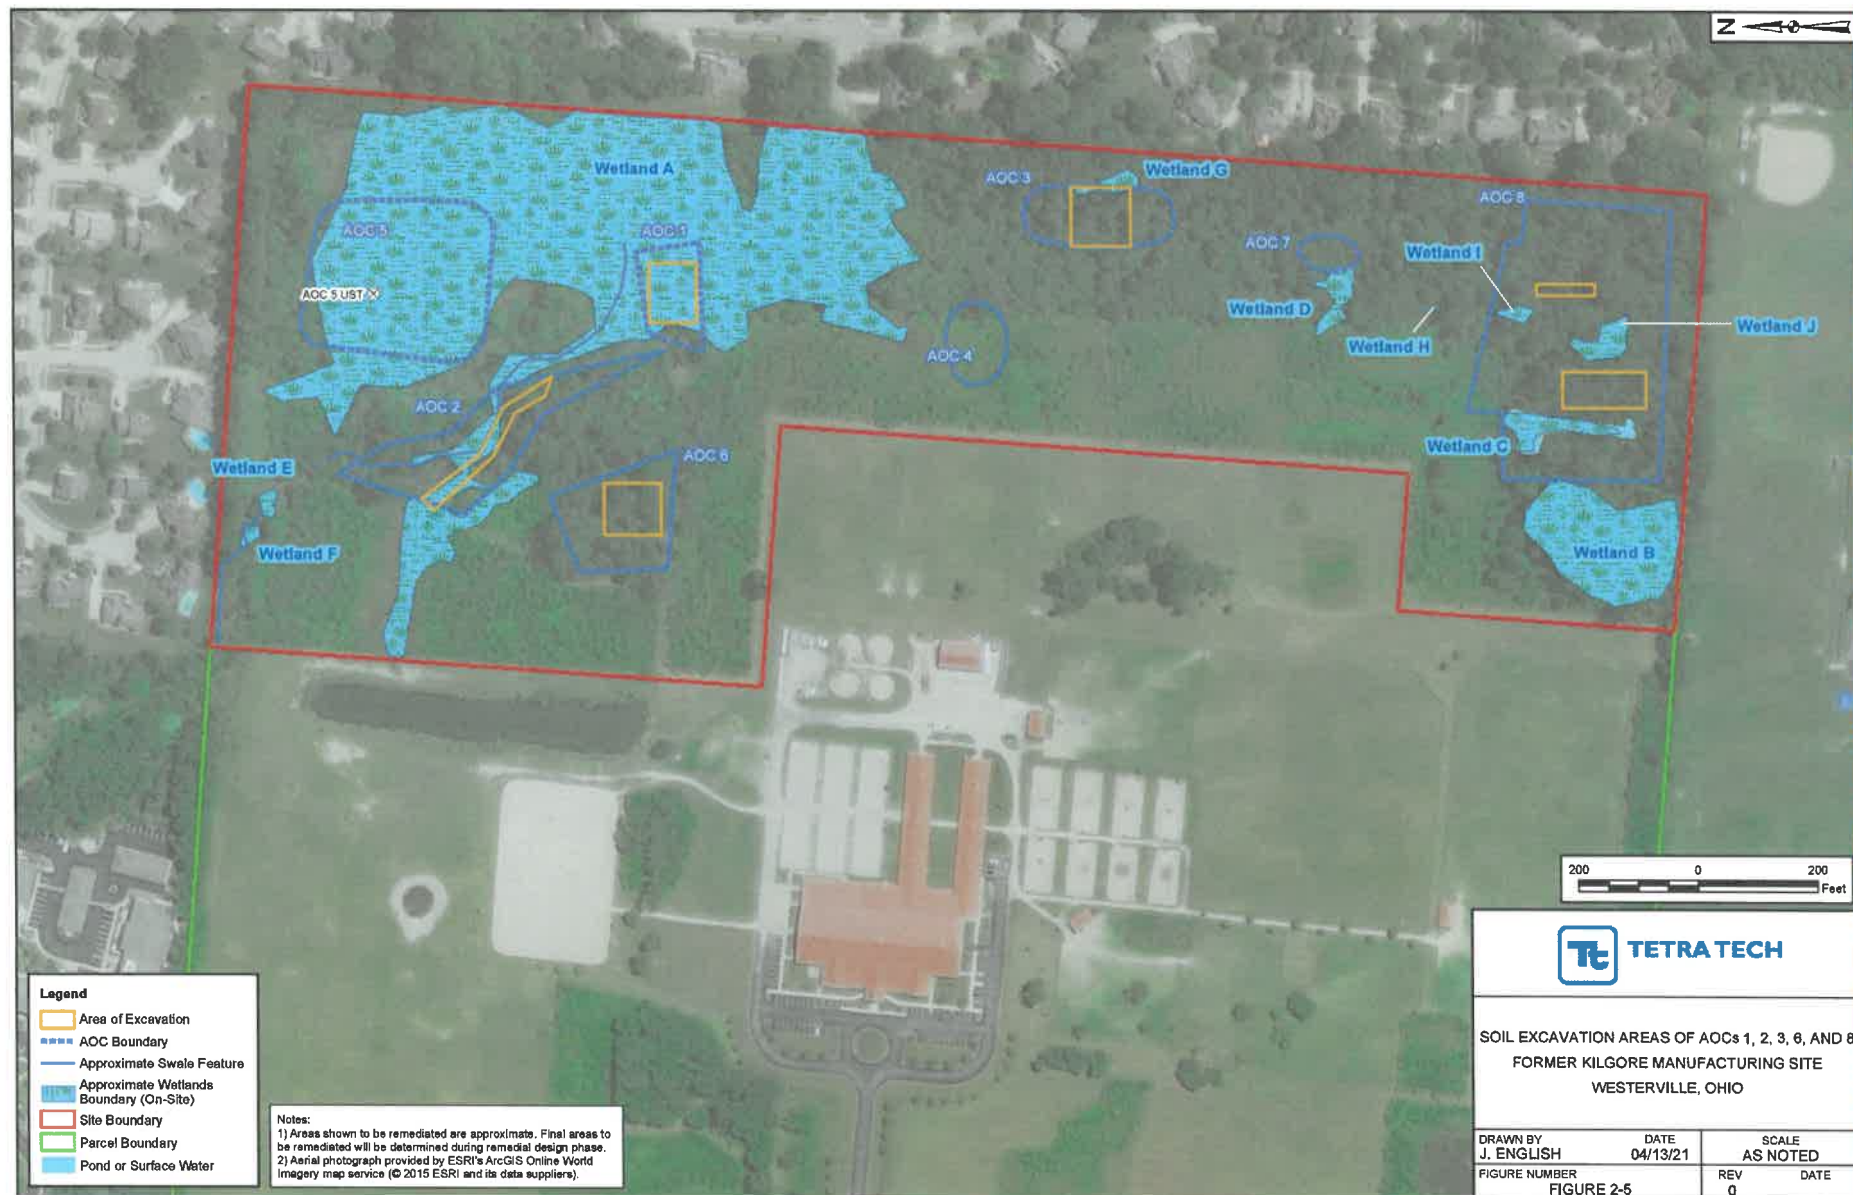 N
Wetland A
Wetland G
AOC 3
AOC 8
AOC 5
AOC 1
AOC 7
Wetland I
AOC 5 UST
Wetland D
Wetland J
Wetland H
AOC 4
AOC 2
Wetland C
AOC 6
Wetland E
Wetland F
Wetland B
200 0 200
Feet
Legend
Area of Excavation
AOC Boundary
Approximate Swale Feature
Approximate Wetlands
Boundary (On-Site)
Site Boundary
Parcel Boundary
Pond or Surface Water
Notes:
1) Areas shown to be remediated are approximate. Final areas to
be remediated will be determined during remedial design phase.
2) Aerial photograph provided by ESRI's ArcGIS Online World
Imagery map service (© 2015 ESRI and its data suppliers).
Tt TETRA TECH
SOIL EXCAVATION AREAS OF AOCs 1, 2, 3, 6, AND 8
FORMER KILGORE MANUFACTURING SITE
WESTERVILLE, OHIO
DRAWN BY DATE SCALE
J. ENGLISH 04/13/21 AS NOTED
FIGURE NUMBER REV DATE
FIGURE 2-5 0